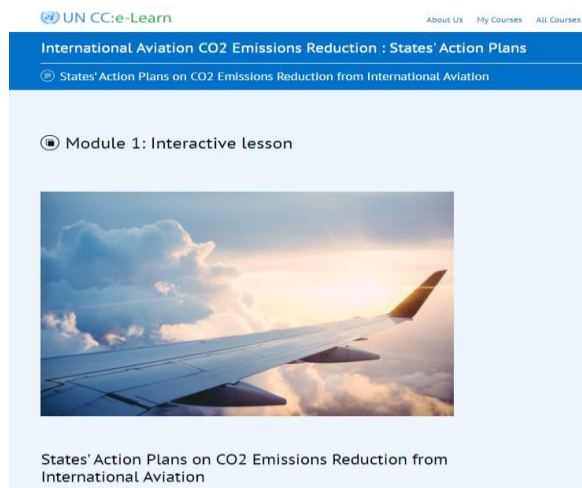 UN CC:e-Learn
About Us My Courses All Courses
International Aviation CO2 Emissions Reduction : States' Action Plans
States' Action Plans on CO2 Emissions Reduction from International Aviation
Module 1: Interactive lesson
States' Action Plans on CO2 Emissions Reduction from
International Aviation